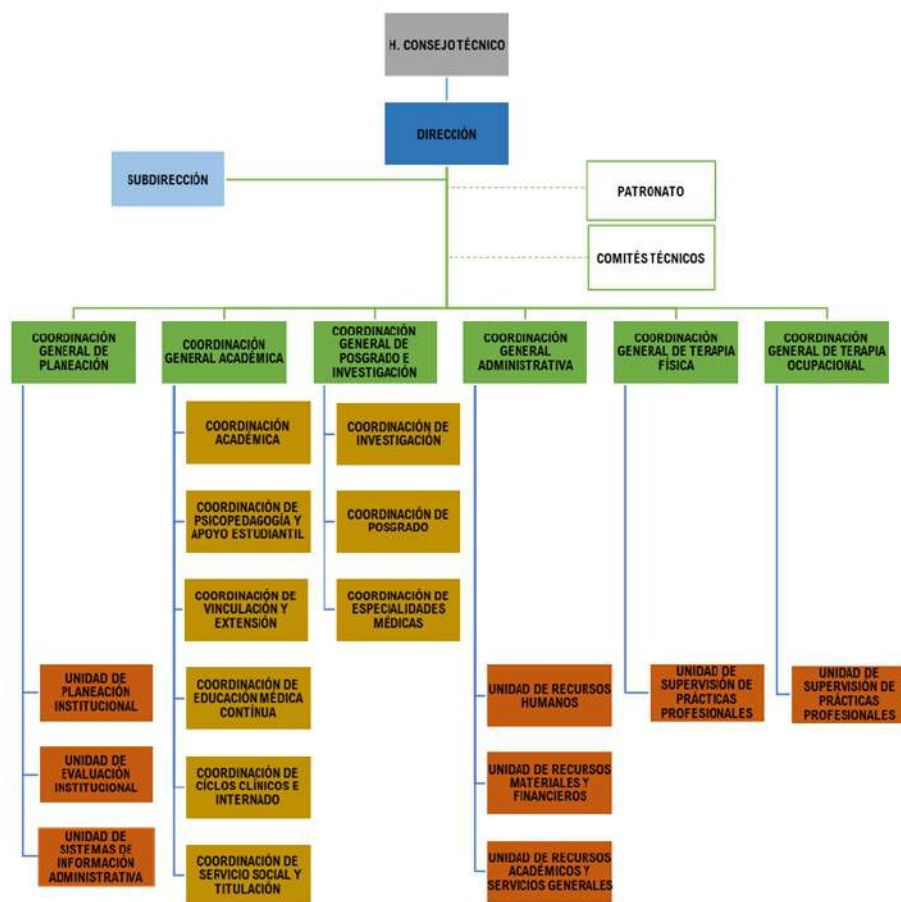 H. CONSEJO TÉCNICO
DIRECCIÓN
SUBDIRECCIÓN
PATRONATO
COMITÉS TÉCNICOS
COORDINACIÓN
GENERAL DE
PLANEACIÓN
COORDINACIÓN
GENERAL ACADÉMICA
COORDINACIÓN
GENERAL DE
POSGRADO E
INVESTIGACIÓN
COORDINACIÓN
GENERAL
ADMINISTRATIVA
COORDINACIÓN
GENERAL DE TERAPIA
FÍSICA
COORDINACIÓN
GENERAL DE TERAPIA
OCUPACIONAL
UNIDAD DE
PLANEACIÓN
INSTITUCIONAL
UNIDAD DE
EVALUACIÓN
INSTITUCIONAL
UNIDAD DE
SISTEMAS DE
INFORMACIÓN
ADMINISTRATIVA
COORDINACIÓN
ACADÉMICA
COORDINACIÓN DE
PSICOPEDAGOGÍA Y
APOYO ESTUDIANTIL
COORDINACIÓN DE
VINCULACIÓN Y
EXTENSIÓN
COORDINACIÓN DE
EDUCACIÓN MÉDICA
CONTÍNUA
COORDINACIÓN DE
CÍCLOS CLÍNICOS E
INTERNADO
COORDINACIÓN DE
SERVICIO SOCIAL Y
TITULACIÓN
COORDINACIÓN DE
INVESTIGACIÓN
COORDINACIÓN DE
POSGRADO
COORDINACIÓN DE
ESPECIALIDADES
MÉDICAS
UNIDAD DE RECURSOS
HUMANOS
UNIDAD DE RECURSOS
MATERIALES Y
FINANCIEROS
UNIDAD DE RECURSOS
ACADÉMICOS Y
SERVICIOS GENERALES
UNIDAD DE
SUPERVISIÓN DE
PRÁCTICAS
PROFESIONALES
UNIDAD DE
SUPERVISIÓN DE
PRÁCTICAS
PROFESIONALES